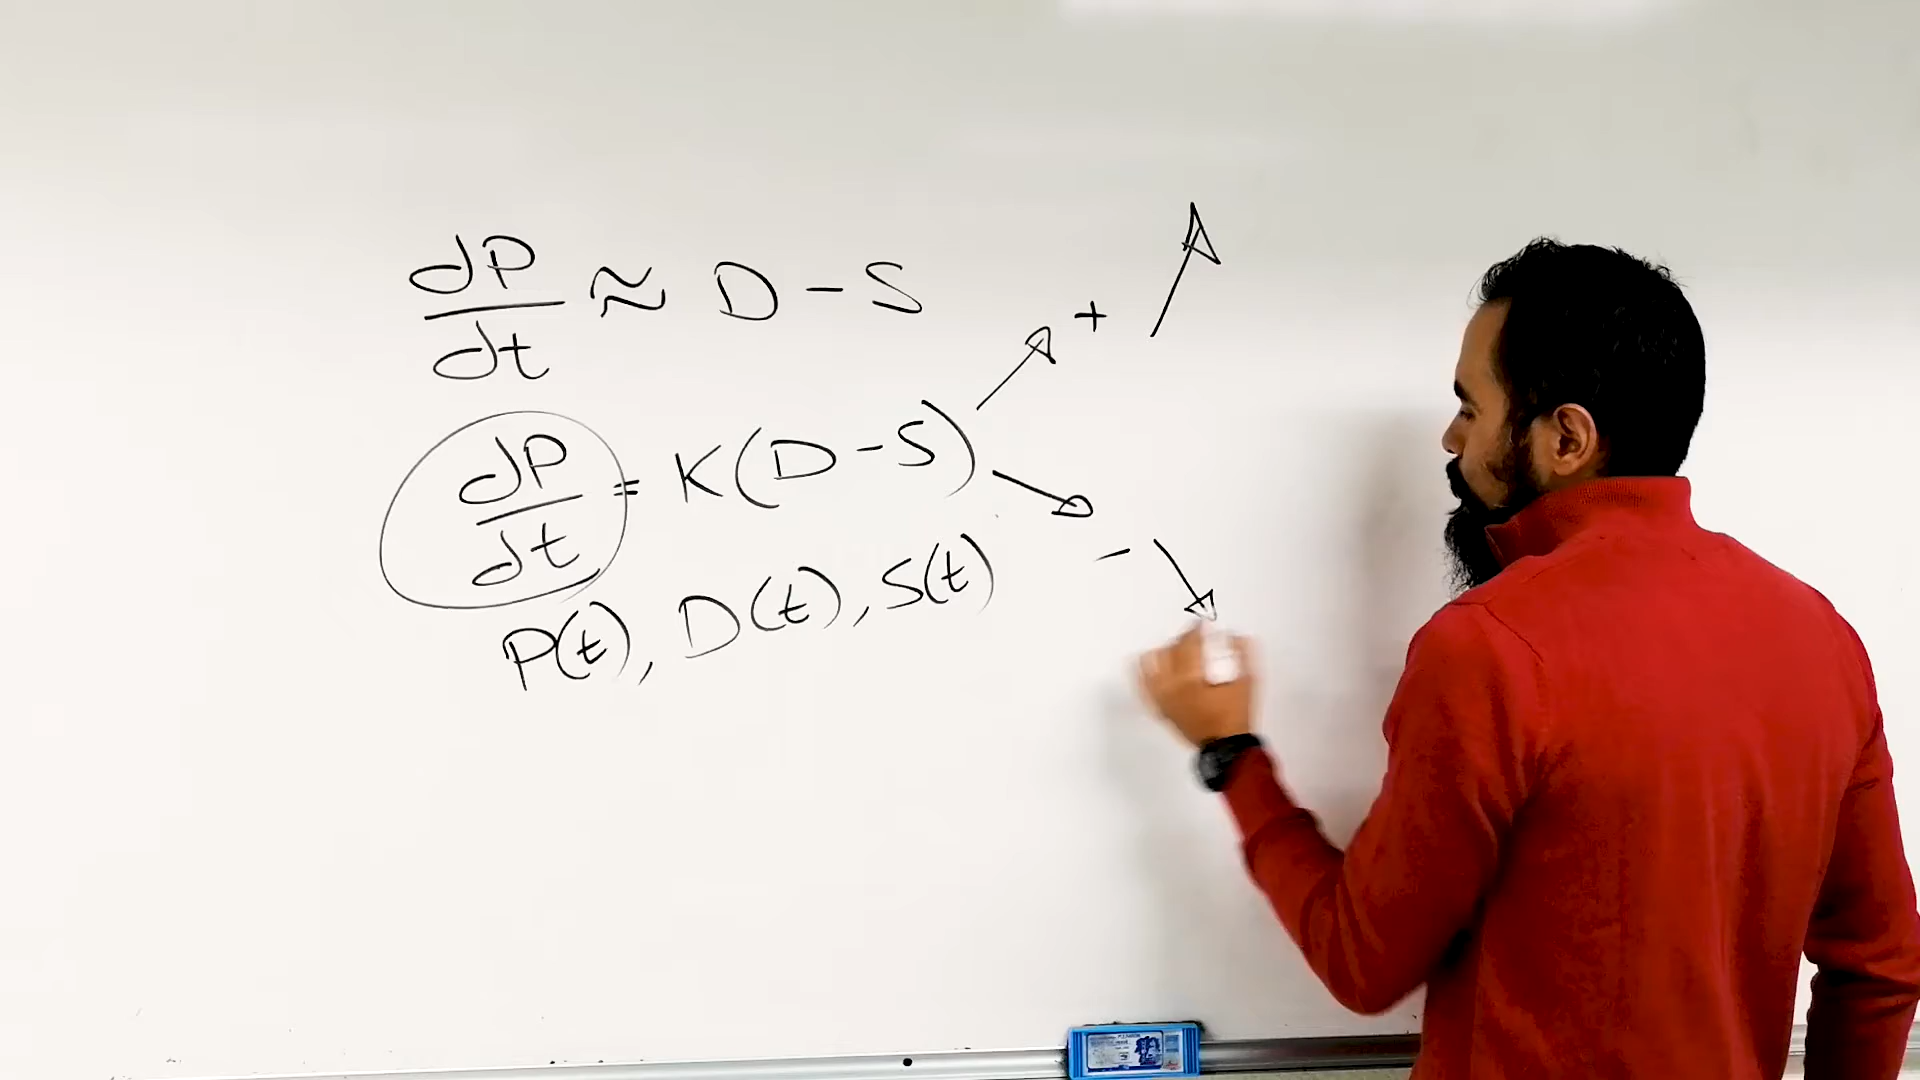 dP/dt ≈ D - S
+
dP/dt = K(D - S)
-
P(t), D(t), S(t)